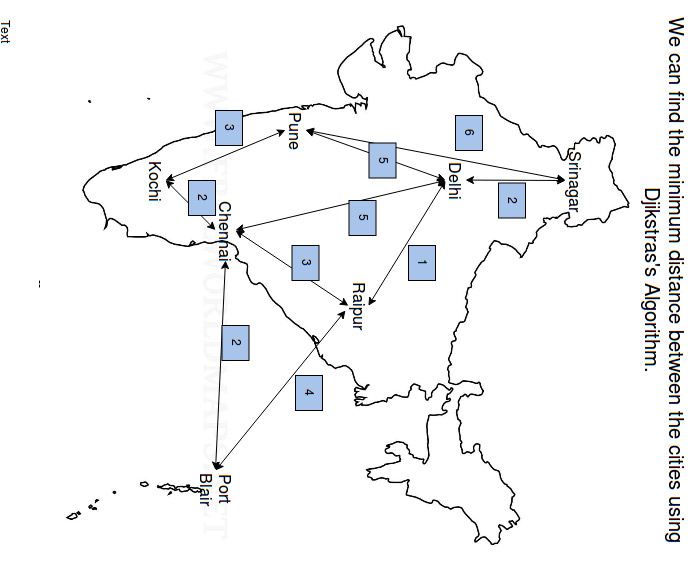 We can find the minimum distance between the cities using
Djikstras's Algorithm.
Srinagar
6
2
Delhi
5
1
5
Pune
Raipur
3
3
4
Chennai
2
Kochi
2
Port
Blair
--
Text